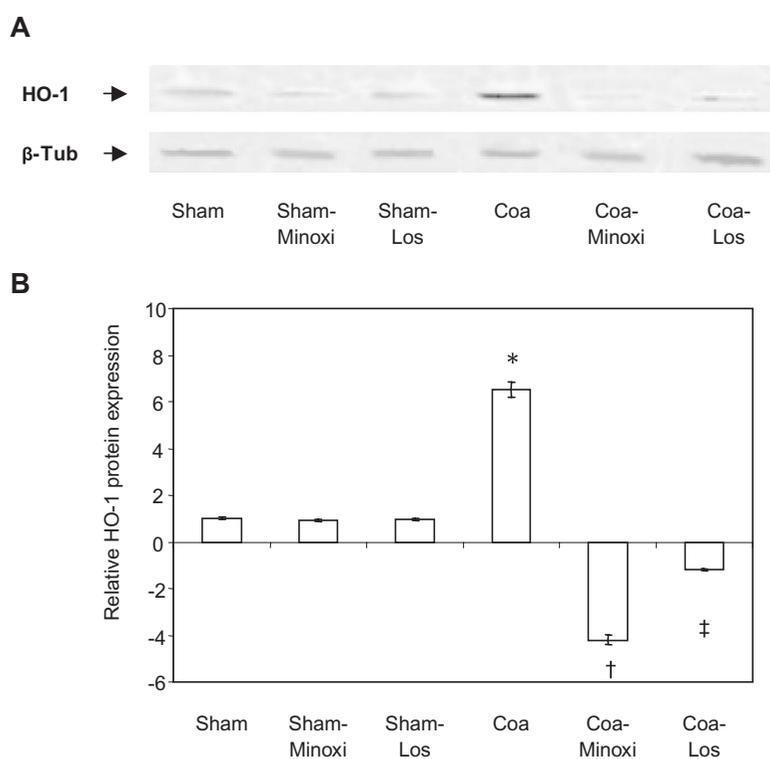 A
HO-1
β-Tub
Sham Sham- Sham- Coa Coa- Coa-
Minoxi Los Minoxi Los
B
Relative HO-1 protein expression
10
8
6
4
2
0
-2
-4
-6
*
†
‡
Sham Sham- Sham- Coa Coa- Coa-
Minoxi Los Minoxi Los